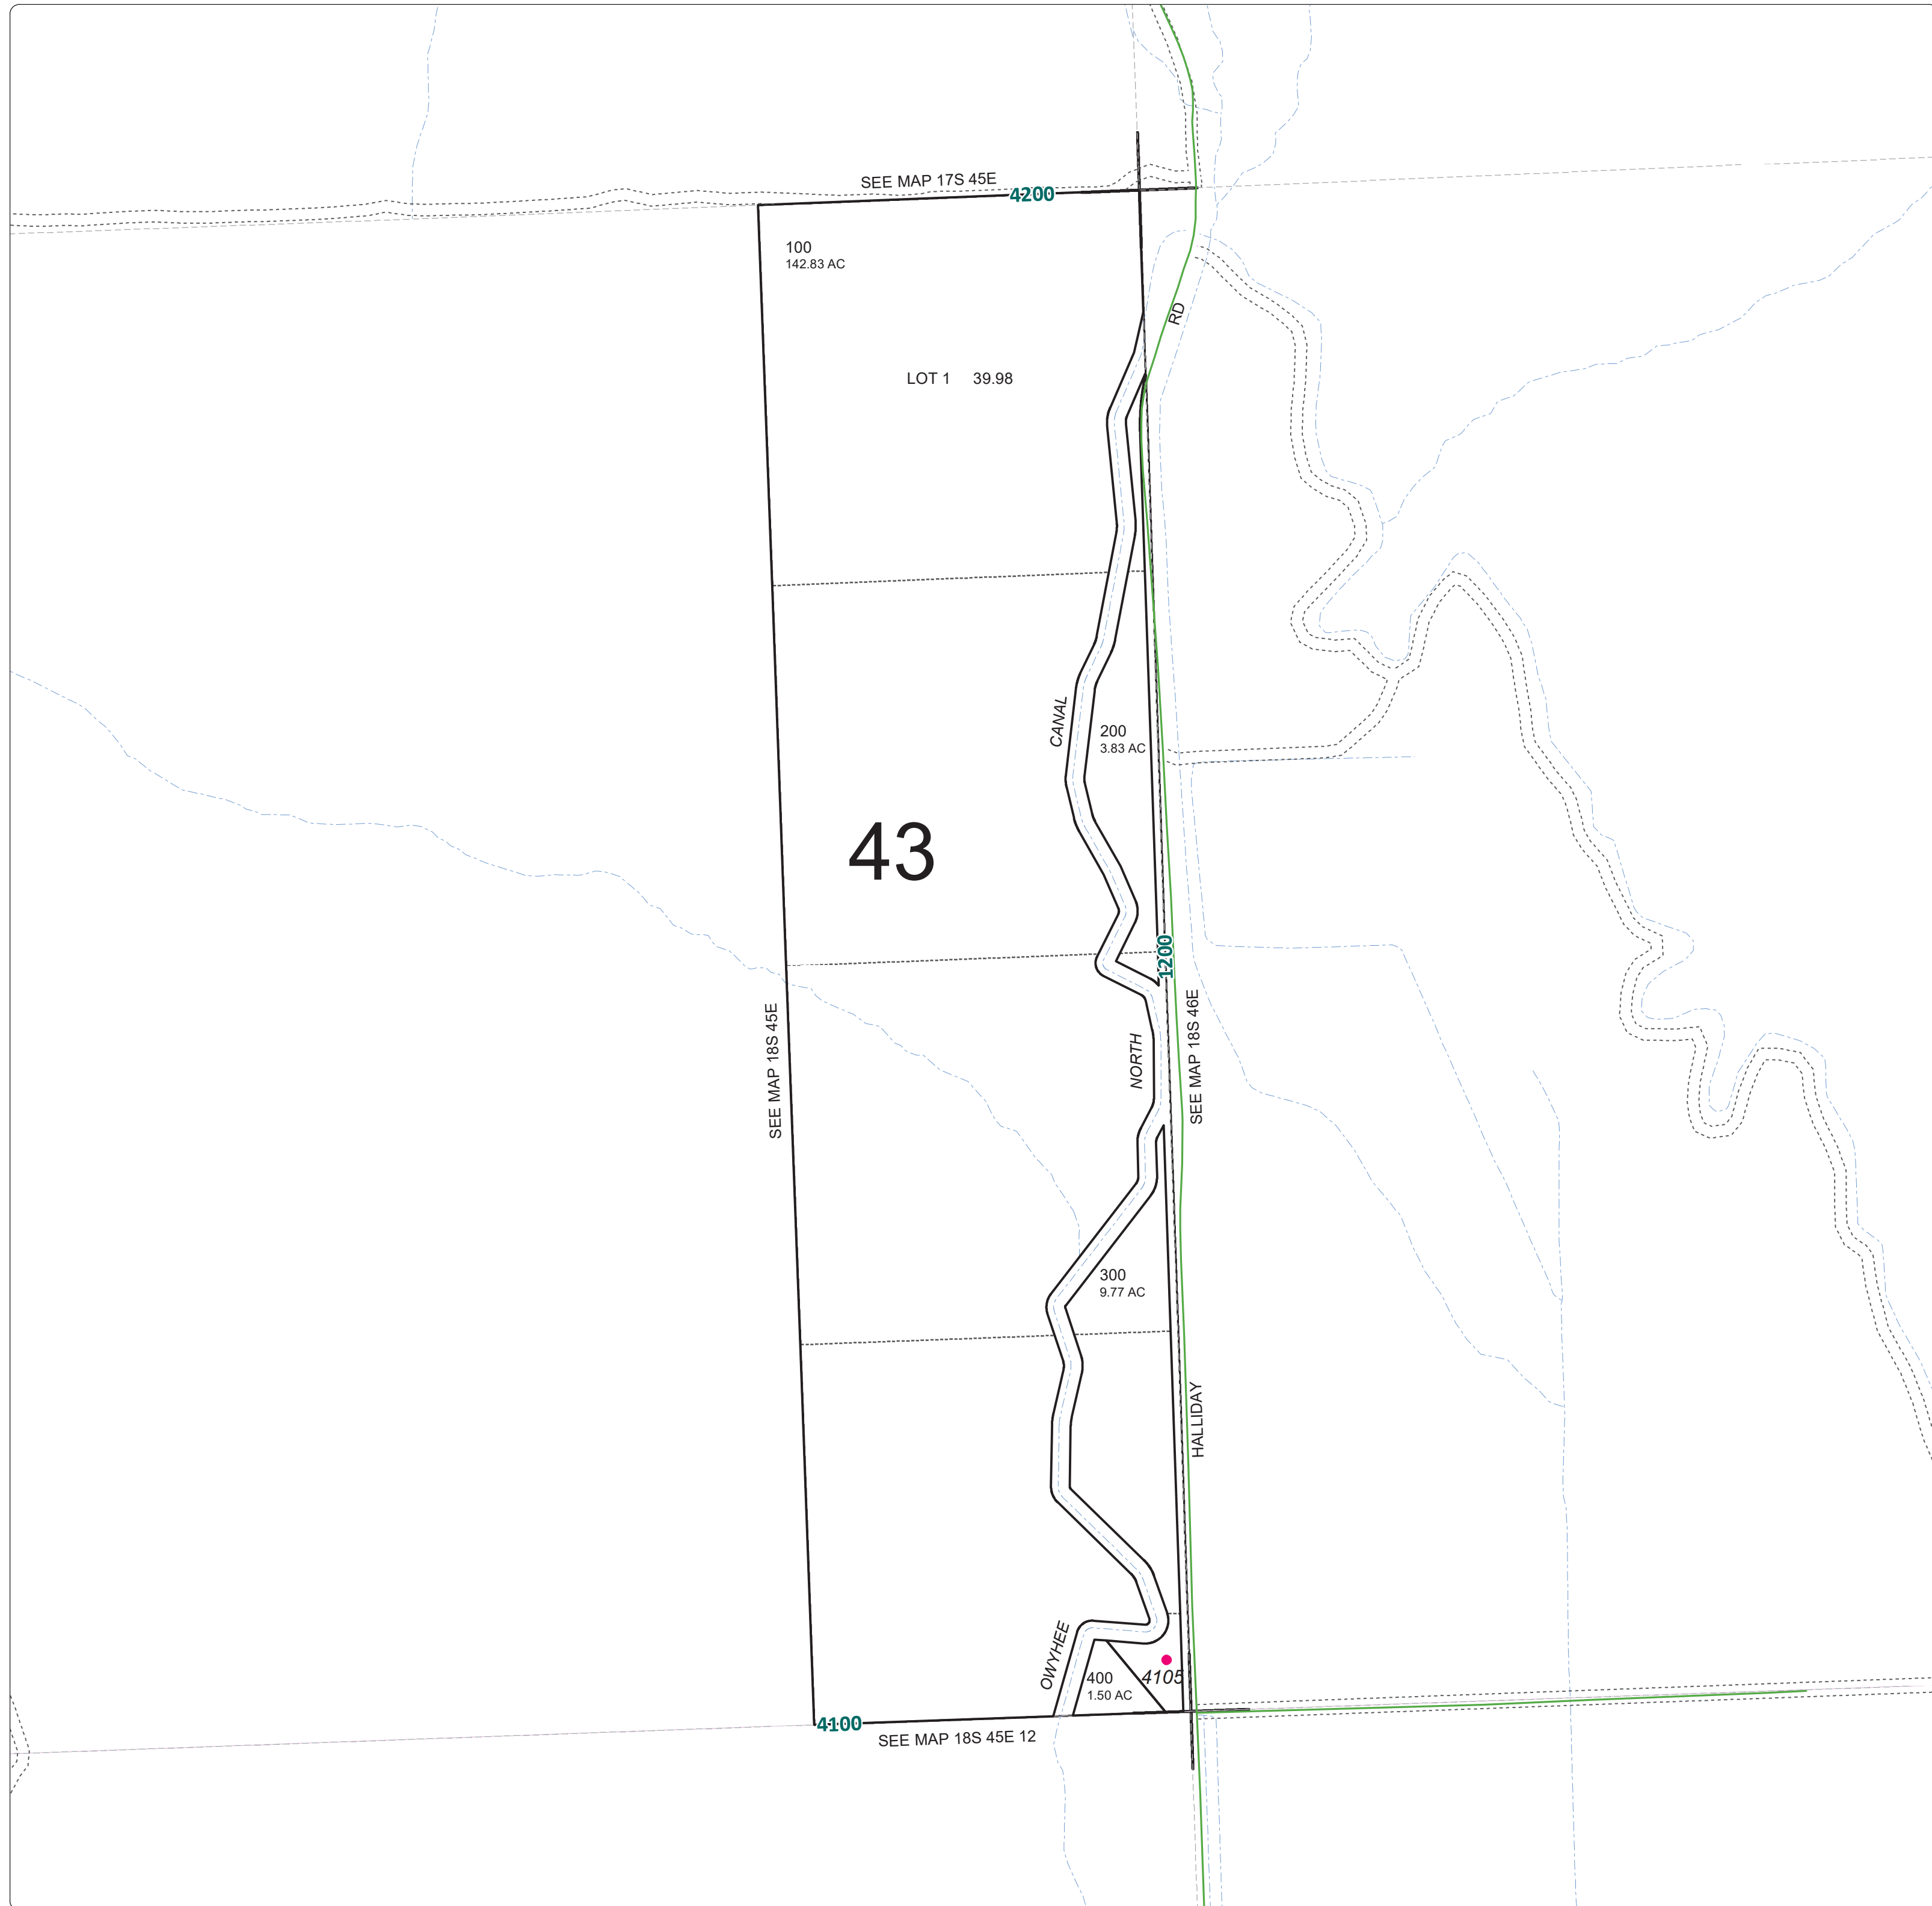 SEE MAP 17S 45E
4200
100
142.83 AC
RD
LOT 1 39.98
CANAL
200
3.83 AC
43
1200
SEE MAP 18S 45E
NORTH
SEE MAP 18S 46E
300
9.77 AC
HALLIDAY
OWYHEE
400
1.50 AC
4105
4100
SEE MAP 18S 45E 12